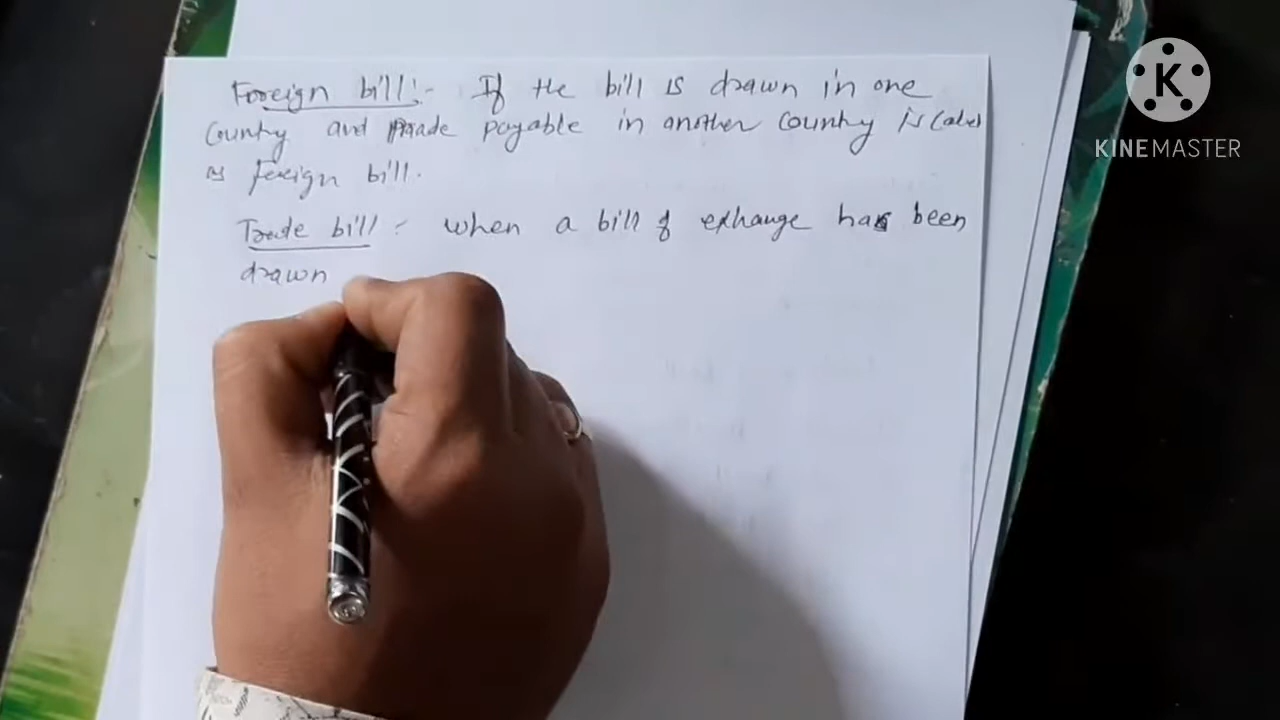 Foreign bill:- If the bill is drawn in one
country and made payable in another country is called
as foreign bill.
Trade bill :- when a bill of exhange has been
drawn
K
KINEMASTER